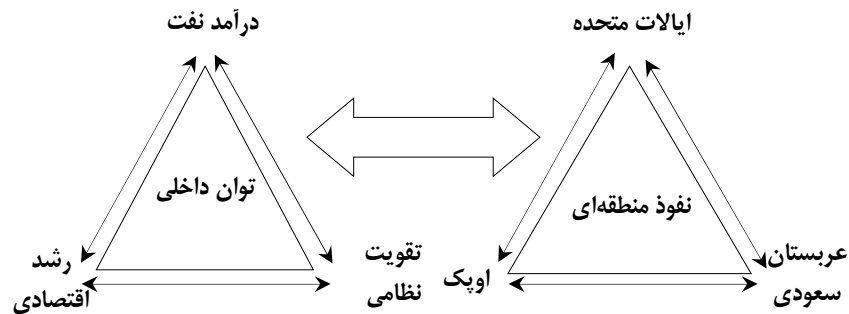 ایالات متحده
درآمد نفت
نفوذ منطقه‌ای
توان داخلی
عربستان
سعودی
اوپک
تقویت
نظامی
رشد
اقتصادی